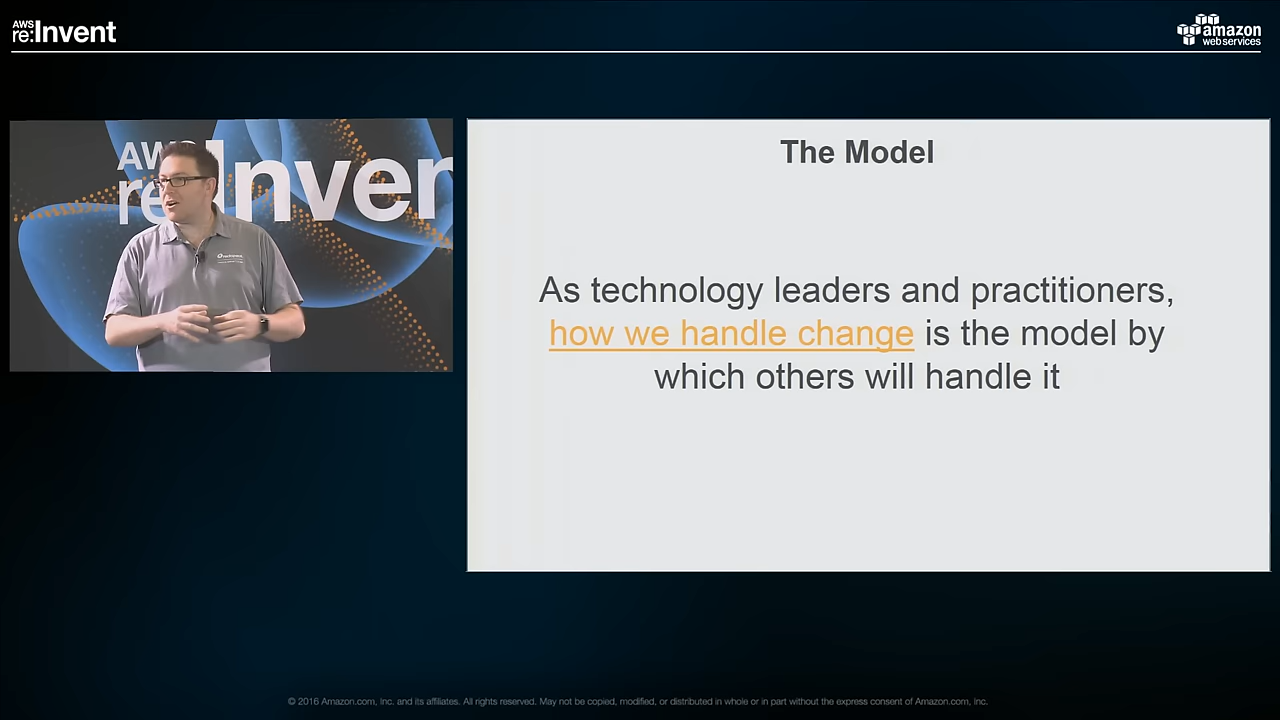 AWS
re:Invent
amazon
web services
AWS
re:Inven
The Model
As technology leaders and practitioners,
how we handle change is the model by
which others will handle it
© 2016 Amazon.com, Inc. and its affiliates. All rights reserved. May not be copied, modified, or distributed in whole or in part without the express consent of Amazon.com, Inc.